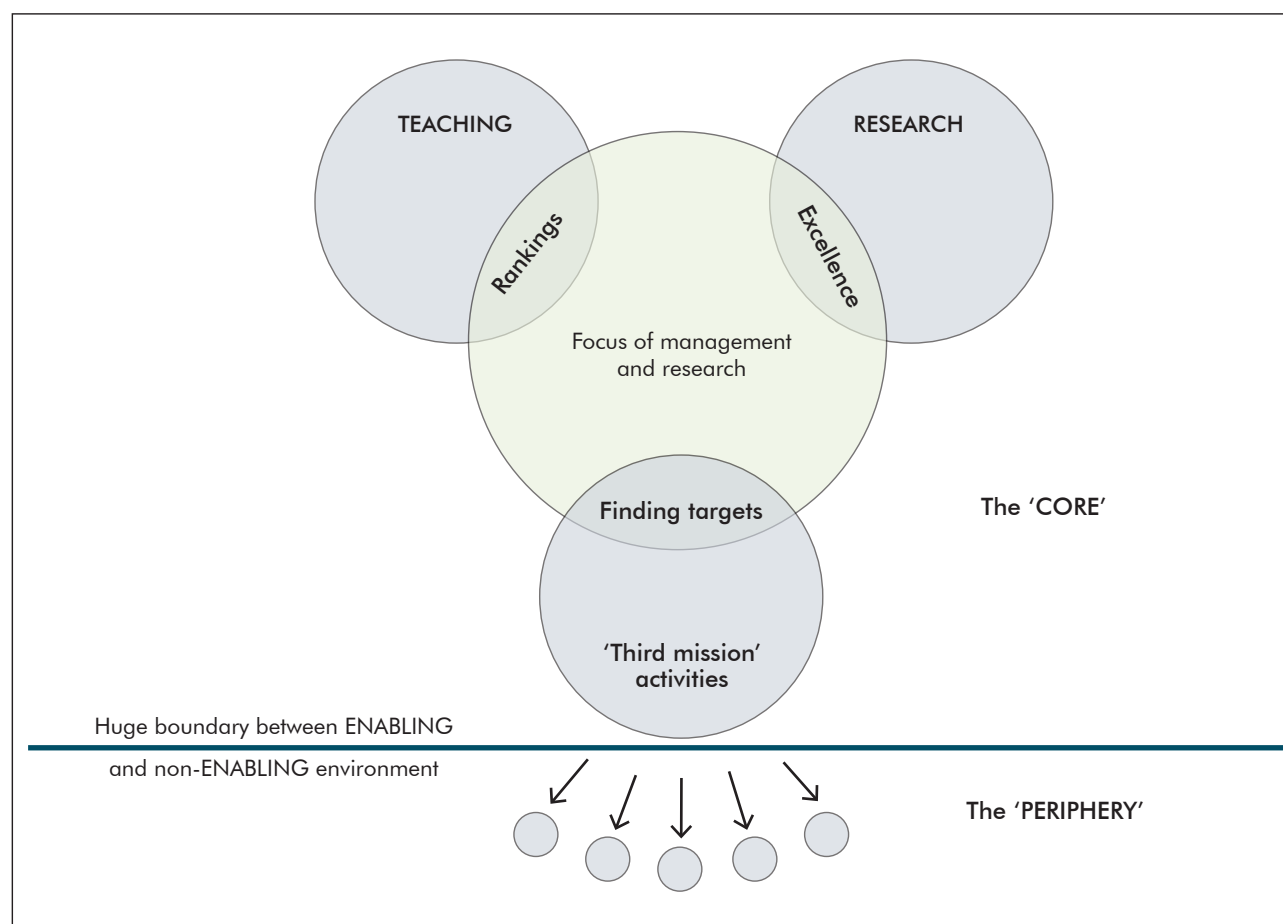 TEACHING
RESEARCH
Rankings
Excellence
Focus of management
and research
Finding targets
The ‘CORE’
‘Third mission’
activities
Huge boundary between ENABLING
and non-ENABLING environment
The ‘PERIPHERY’